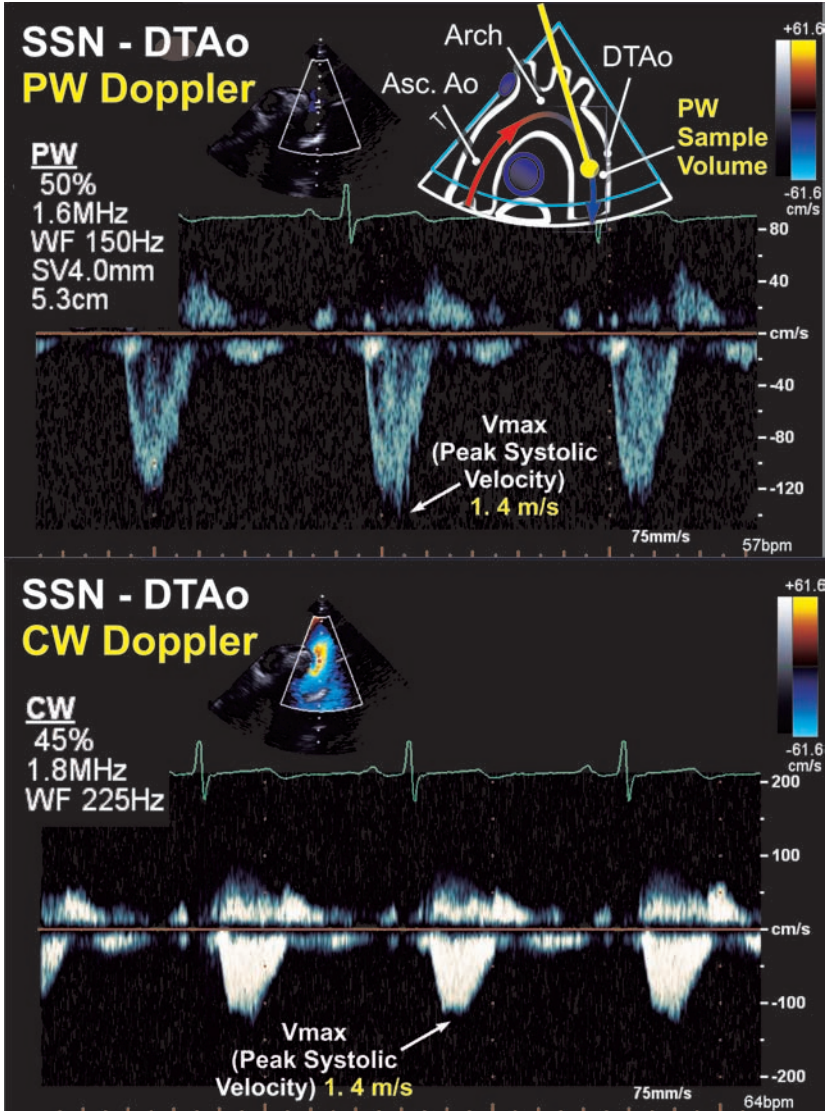 SSN - DTAo
PW Doppler
Arch
DTAo
Asc. Ao
PW
Sample
Volume
+61.6
-61.6
cm/s
PW
50%
1.6MHz
WF 150Hz
SV4.0mm
5.3cm
80
40
cm/s
-40
-80
-120
Vmax
(Peak Systolic
Velocity)
1. 4 m/s
75mm/s
57bpm
SSN - DTAo
CW Doppler
+61.6
-61.6
cm/s
CW
45%
1.8MHz
WF 225Hz
200
100
cm/s
-100
-200
Vmax
(Peak Systolic
Velocity) 1. 4 m/s
75mm/s
64bpm